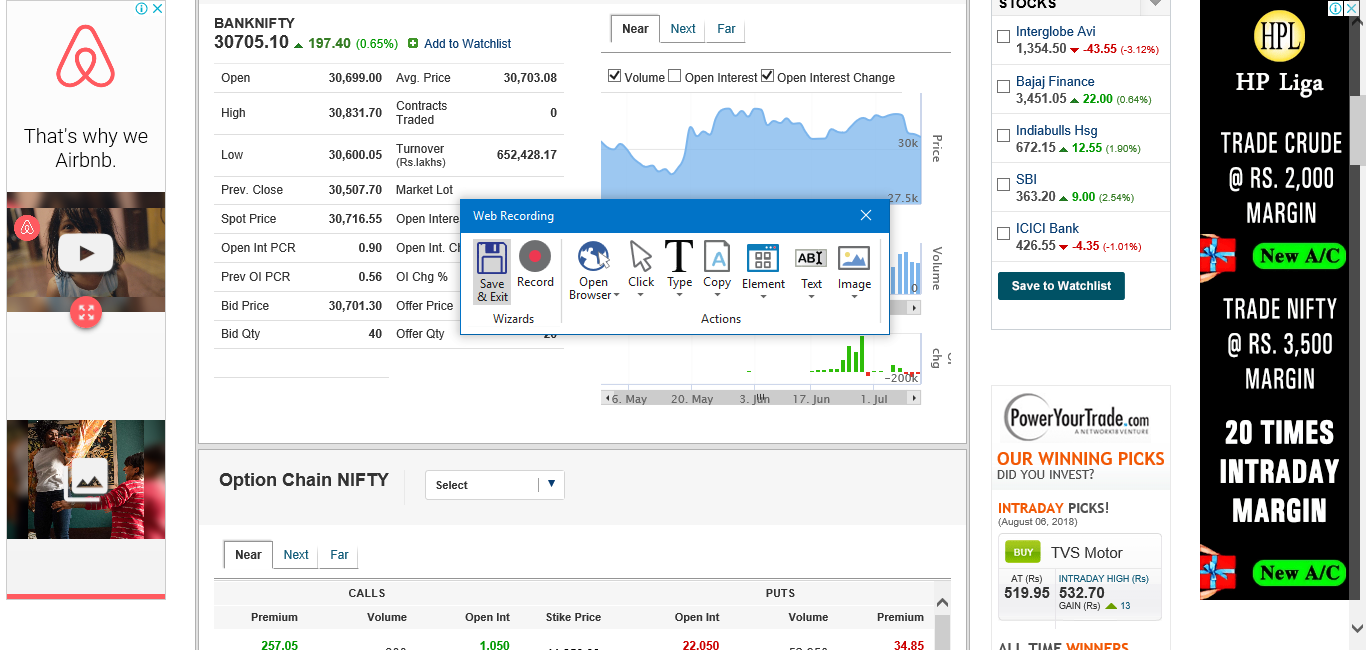 That's why we
Airbnb.
BANKNIFTY
30705.10 197.40 (0.65%) Add to Watchlist
Open 30,699.00 Avg. Price 30,703.08
High 30,831.70 Contracts
Traded 0
Low 30,600.05 Turnover
(Rs.lakhs) 652,428.17
Prev. Close 30,507.70 Market Lot
Spot Price 30,716.55 Open Intere
Open Int PCR 0.90 Open Int. Ch
Prev OI PCR 0.56 OI Chg %
Bid Price 30,701.30 Offer Price
Bid Qty 40 Offer Qty 20
Near Next Far
Volume Open Interest Open Interest Change
30k
Price
27.5k
Volume
0
chg
−200k
6. May 20. May 3. Jun 17. Jun 1. Jul
Web Recording
Save
& Exit
Record
Open
Browser
Click
Type
Copy
Element
Text
Image
Wizards
Actions
Option Chain NIFTY
Select
Near Next Far
CALLS PUTS
Premium Volume Open Int Stike Price Open Int Volume Premium
257.05 1,050 22,050 34.85
STOCKS
Interglobe Avi
1,354.50 -43.55 (-3.12%)
Bajaj Finance
3,451.05 22.00 (0.64%)
Indiabulls Hsg
672.15 12.55 (1.90%)
SBI
363.20 9.00 (2.54%)
ICICI Bank
426.55 -4.35 (-1.01%)
Save to Watchlist
PowerYourTrade.com
A NETWORK18 VENTURE
OUR WINNING PICKS
DID YOU INVEST?
INTRADAY PICKS!
(August 06, 2018)
BUY TVS Motor
AT (Rs) INTRADAY HIGH (Rs)
519.95 532.70
GAIN (Rs) 13
ALL TIME WINNERS
HPL
HP Liga
TRADE CRUDE
@ RS. 2,000
MARGIN
New A/C
TRADE NIFTY
@ RS. 3,500
MARGIN
20 TIMES
INTRADAY
MARGIN
New A/C